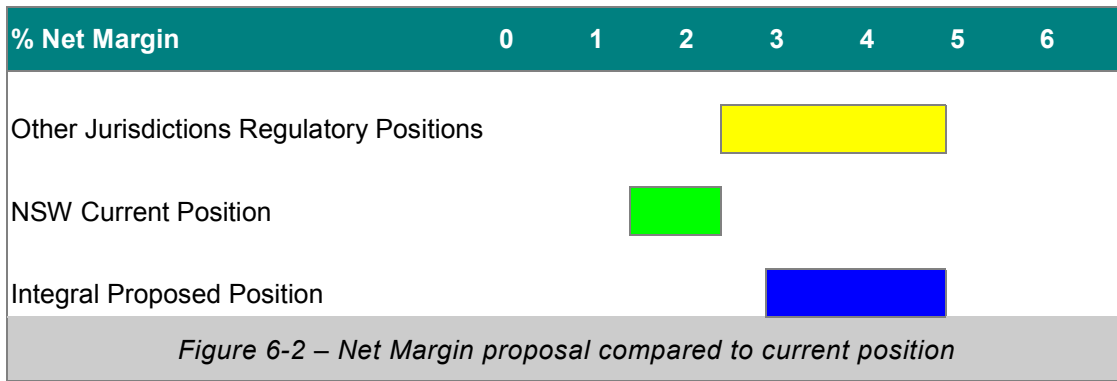 % Net Margin 0 1 2 3 4 5 6
Other Jurisdictions Regulatory Positions
NSW Current Position
Integral Proposed Position
Figure 6-2 – Net Margin proposal compared to current position